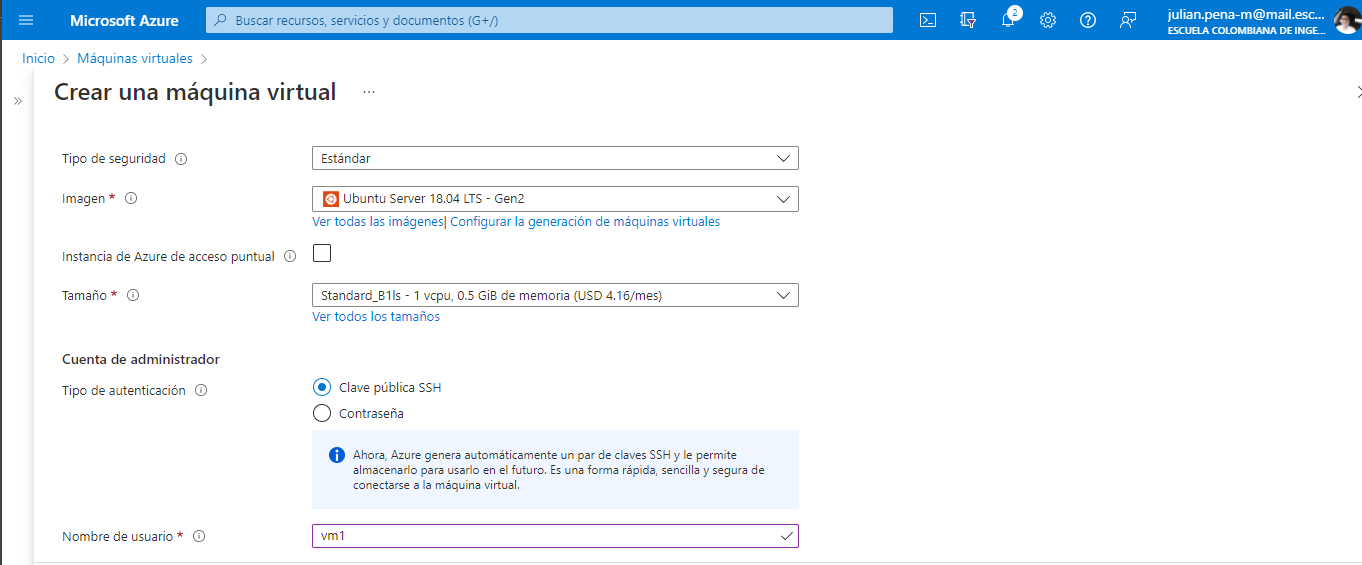 Microsoft Azure
Buscar recursos, servicios y documentos (G+/)
2
julian.pena-m@mail.esc...
ESCUELA COLOMBIANA DE INGE...
Inicio > Máquinas virtuales >
Crear una máquina virtual ...
Tipo de seguridad
Estándar
Imagen *
Ubuntu Server 18.04 LTS - Gen2
Ver todas las imágenes| Configurar la generación de máquinas virtuales
Instancia de Azure de acceso puntual
Tamaño *
Standard_B1ls - 1 vcpu, 0.5 GiB de memoria (USD 4.16/mes)
Ver todos los tamaños
Cuenta de administrador
Tipo de autenticación
Clave pública SSH
Contraseña
Ahora, Azure genera automáticamente un par de claves SSH y le permite
almacenarlo para usarlo en el futuro. Es una forma rápida, sencilla y segura de
conectarse a la máquina virtual.
Nombre de usuario *
vm1